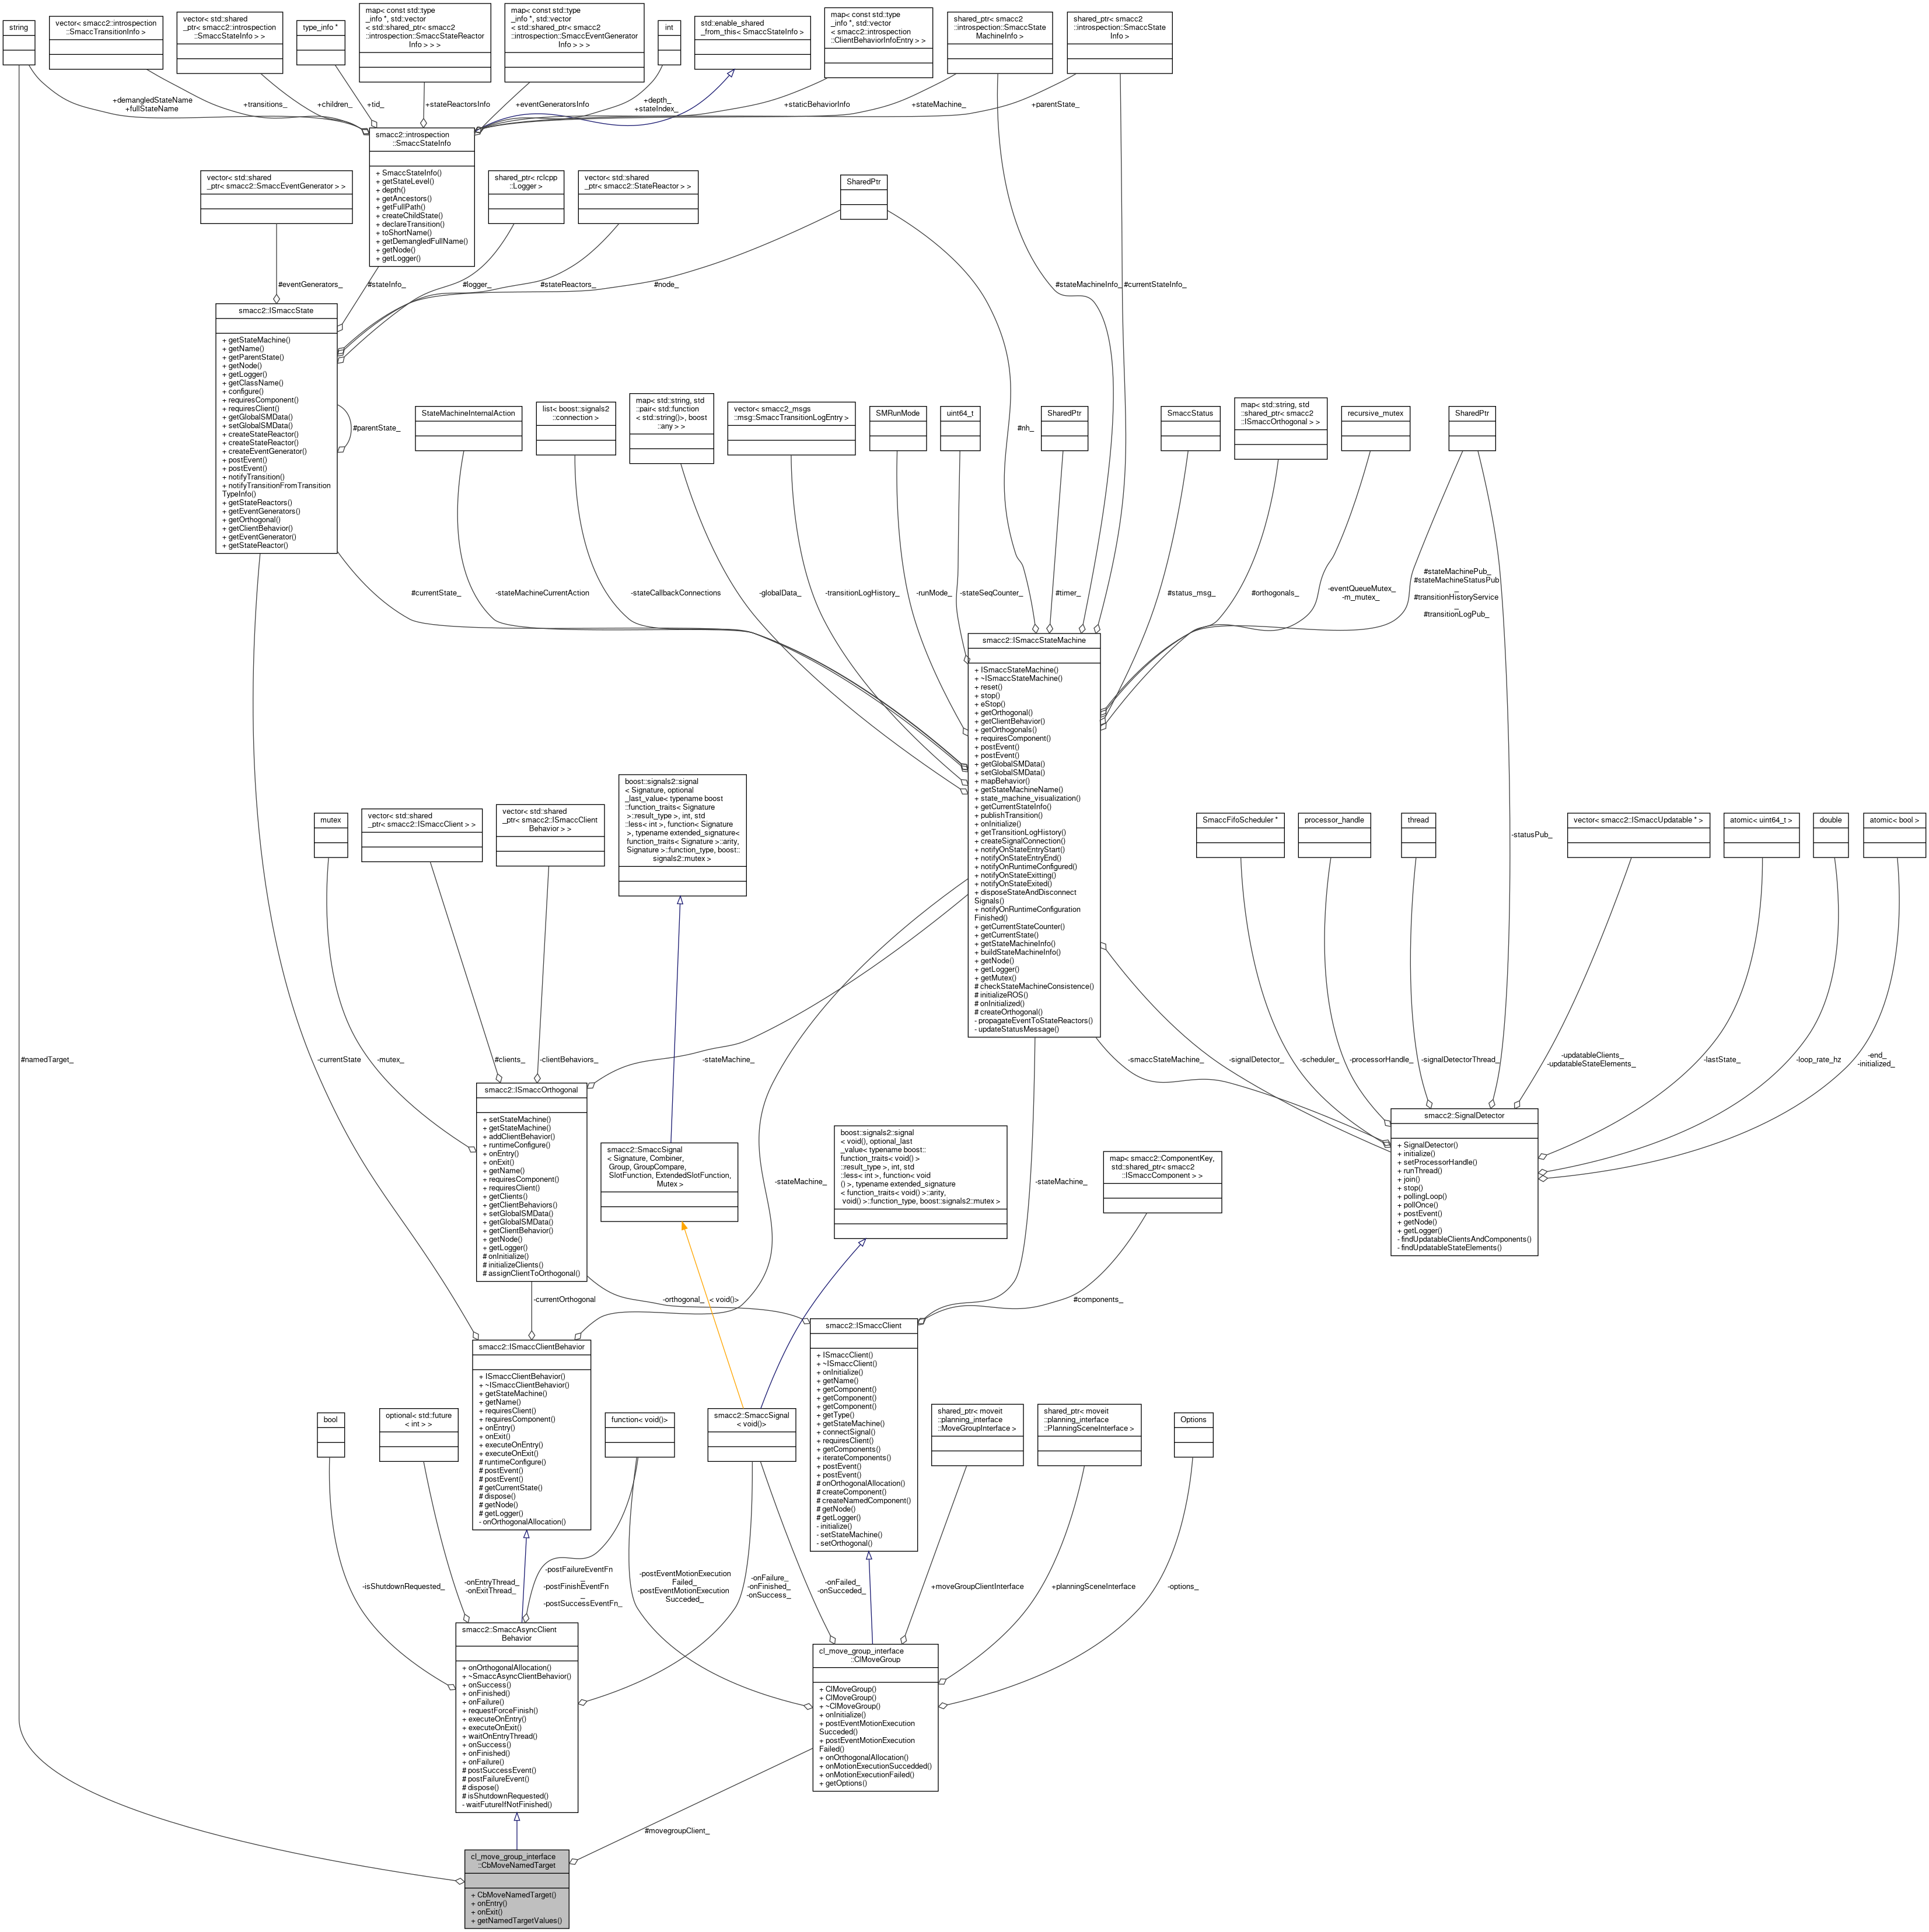 string
vector< smacc2::introspection
::SmaccTransitionInfo >
vector< std::shared
_ptr< smacc2::introspection
::SmaccStateInfo > >
type_info *
map< const std::type
_info *, std::vector
< std::shared_ptr< smacc2
::introspection::SmaccStateReactor
Info > > >
map< const std::type
_info *, std::vector
< std::shared_ptr< smacc2
::introspection::SmaccEventGenerator
Info > > >
int
std::enable_shared
_from_this< SmaccStateInfo >
map< const std::type
_info *, std::vector
< smacc2::introspection
::ClientBehaviorInfoEntry > >
shared_ptr< smacc2
::introspection::SmaccState
MachineInfo >
shared_ptr< smacc2
::introspection::SmaccState
Info >
+demangledStateName
+fullStateName
+transitions_
+children_
+tid_
+stateReactorsInfo
+eventGeneratorsInfo
+depth_
+stateIndex_
+staticBehaviorInfo
+stateMachine_
+parentState_
smacc2::introspection
::SmaccStateInfo
+ SmaccStateInfo()
+ getStateLevel()
+ depth()
+ getAncestors()
+ getFullPath()
+ createChildState()
+ declareTransition()
+ toShortName()
+ getDemangledFullName()
+ getNode()
+ getLogger()
vector< std::shared
_ptr< smacc2::SmaccEventGenerator > >
shared_ptr< rclcpp
::Logger >
vector< std::shared
_ptr< smacc2::StateReactor > >
SharedPtr
#eventGenerators_
#stateInfo_
#logger_
#stateReactors_
#node_
#stateMachineInfo_
#currentStateInfo_
smacc2::ISmaccState
+ getStateMachine()
+ getName()
+ getParentState()
+ getNode()
+ getLogger()
+ getClassName()
+ configure()
+ requiresComponent()
+ requiresClient()
+ getGlobalSMData()
+ setGlobalSMData()
+ createStateReactor()
+ createStateReactor()
+ createEventGenerator()
+ postEvent()
+ postEvent()
+ notifyTransition()
+ notifyTransitionFromTransition
TypeInfo()
+ getStateReactors()
+ getEventGenerators()
+ getOrthogonal()
+ getClientBehavior()
+ getEventGenerator()
+ getStateReactor()
#parentState_
StateMachineInternalAction
list< boost::signals2
::connection >
map< std::string, std
::pair< std::function
< std::string()>, boost
::any > >
vector< smacc2_msgs
::msg::SmaccTransitionLogEntry >
SMRunMode
uint64_t
SharedPtr
SmaccStatus
map< std::string, std
::shared_ptr< smacc2
::ISmaccOrthogonal > >
recursive_mutex
SharedPtr
#nh_
#currentState_
-stateMachineCurrentAction
-stateCallbackConnections
-globalData_
-transitionLogHistory_
-runMode_
-stateSeqCounter_
#timer_
#status_msg_
#orthogonals_
-eventQueueMutex_
-m_mutex_
#stateMachinePub_
#stateMachineStatusPub
_
#transitionHistoryService
_
#transitionLogPub_
smacc2::ISmaccStateMachine
+ ISmaccStateMachine()
+ ~ISmaccStateMachine()
+ reset()
+ stop()
+ eStop()
+ getOrthogonal()
+ getClientBehavior()
+ getOrthogonals()
+ requiresComponent()
+ postEvent()
+ postEvent()
+ getGlobalSMData()
+ setGlobalSMData()
+ mapBehavior()
+ getStateMachineName()
+ state_machine_visualization()
+ getCurrentStateInfo()
+ publishTransition()
+ onInitialize()
+ getTransitionLogHistory()
+ createSignalConnection()
+ notifyOnStateEntryStart()
+ notifyOnStateEntryEnd()
+ notifyOnRuntimeConfigured()
+ notifyOnStateExitting()
+ notifyOnStateExited()
+ disposeStateAndDisconnect
Signals()
+ notifyOnRuntimeConfiguration
Finished()
+ getCurrentStateCounter()
+ getCurrentState()
+ getStateMachineInfo()
+ buildStateMachineInfo()
+ getNode()
+ getLogger()
+ getMutex()
# checkStateMachineConsistence()
# initializeROS()
# onInitialized()
# createOrthogonal()
- propagateEventToStateReactors()
- updateStatusMessage()
mutex
vector< std::shared
_ptr< smacc2::ISmaccClient > >
vector< std::shared
_ptr< smacc2::ISmaccClient
Behavior > >
boost::signals2::signal
< Signature, optional
_last_value< typename boost
::function_traits< Signature
>::result_type >, int, std
::less< int >, function< Signature
>, typename extended_signature<
function_traits< Signature >::arity,
Signature >::function_type, boost::
signals2::mutex >
SmaccFifoScheduler *
processor_handle
thread
-statusPub_
vector< smacc2::ISmaccUpdatable * >
atomic< uint64_t >
double
atomic< bool >
#namedTarget_
-currentState
-mutex_
#clients_
-clientBehaviors_
-stateMachine_
-smaccStateMachine_
-signalDetector_
-scheduler_
-processorHandle_
-signalDetectorThread_
-updatableClients_
-updatableStateElements_
-lastState_
-loop_rate_hz
-end_
-initialized_
smacc2::ISmaccOrthogonal
+ setStateMachine()
+ getStateMachine()
+ addClientBehavior()
+ runtimeConfigure()
+ onEntry()
+ onExit()
+ getName()
+ requiresComponent()
+ requiresClient()
+ getClients()
+ getClientBehaviors()
+ setGlobalSMData()
+ getGlobalSMData()
+ getClientBehavior()
+ getNode()
+ getLogger()
# onInitialize()
# initializeClients()
# assignClientToOrthogonal()
smacc2::SmaccSignal
< Signature, Combiner,
Group, GroupCompare,
SlotFunction, ExtendedSlotFunction,
Mutex >
-stateMachine_
boost::signals2::signal
< void(), optional_last
_value< typename boost::
function_traits< void() >
::result_type >, int, std
::less< int >, function< void
() >, typename extended_signature
< function_traits< void() >::arity,
void() >::function_type, boost::signals2::mutex >
-stateMachine_
map< smacc2::ComponentKey,
std::shared_ptr< smacc2
::ISmaccComponent > >
smacc2::SignalDetector
+ SignalDetector()
+ initialize()
+ setProcessorHandle()
+ runThread()
+ join()
+ stop()
+ pollingLoop()
+ pollOnce()
+ postEvent()
+ getNode()
+ getLogger()
- findUpdatableClientsAndComponents()
- findUpdatableStateElements()
-currentOrthogonal
-orthogonal_
< void()>
#components_
smacc2::ISmaccClientBehavior
+ ISmaccClientBehavior()
+ ~ISmaccClientBehavior()
+ getStateMachine()
+ getName()
+ requiresClient()
+ requiresComponent()
+ onEntry()
+ onExit()
+ executeOnEntry()
+ executeOnExit()
# runtimeConfigure()
# postEvent()
# postEvent()
# getCurrentState()
# dispose()
# getNode()
# getLogger()
- onOrthogonalAllocation()
smacc2::ISmaccClient
+ ISmaccClient()
+ ~ISmaccClient()
+ onInitialize()
+ getName()
+ getComponent()
+ getComponent()
+ getComponent()
+ getType()
+ getStateMachine()
+ connectSignal()
+ requiresClient()
+ getComponents()
+ iterateComponents()
+ postEvent()
+ postEvent()
# onOrthogonalAllocation()
# createComponent()
# createNamedComponent()
# getNode()
# getLogger()
- initialize()
- setStateMachine()
- setOrthogonal()
bool
optional< std::future
< int > >
function< void()>
smacc2::SmaccSignal
< void()>
shared_ptr< moveit
::planning_interface
::MoveGroupInterface >
shared_ptr< moveit
::planning_interface
::PlanningSceneInterface >
Options
-isShutdownRequested_
-onEntryThread_
-onExitThread_
-postFailureEventFn
_
-postFinishEventFn
_
-postSuccessEventFn_
-postEventMotionExecution
Failed_
-postEventMotionExecution
Succeded_
-onFailure_
-onFinished_
-onSuccess_
-onFailed_
-onSucceded_
+moveGroupClientInterface
+planningSceneInterface
-options_
smacc2::SmaccAsyncClient
Behavior
+ onOrthogonalAllocation()
+ ~SmaccAsyncClientBehavior()
+ onSuccess()
+ onFinished()
+ onFailure()
+ requestForceFinish()
+ executeOnEntry()
+ executeOnExit()
+ waitOnEntryThread()
+ onSuccess()
+ onFinished()
+ onFailure()
# postSuccessEvent()
# postFailureEvent()
# dispose()
# isShutdownRequested()
- waitFutureIfNotFinished()
cl_move_group_interface
::ClMoveGroup
+ ClMoveGroup()
+ ClMoveGroup()
+ ~ClMoveGroup()
+ onInitialize()
+ postEventMotionExecution
Succeded()
+ postEventMotionExecution
Failed()
+ onOrthogonalAllocation()
+ onMotionExecutionSuccedded()
+ onMotionExecutionFailed()
+ getOptions()
#movegroupClient_
cl_move_group_interface
::CbMoveNamedTarget
+ CbMoveNamedTarget()
+ onEntry()
+ onExit()
+ getNamedTargetValues()